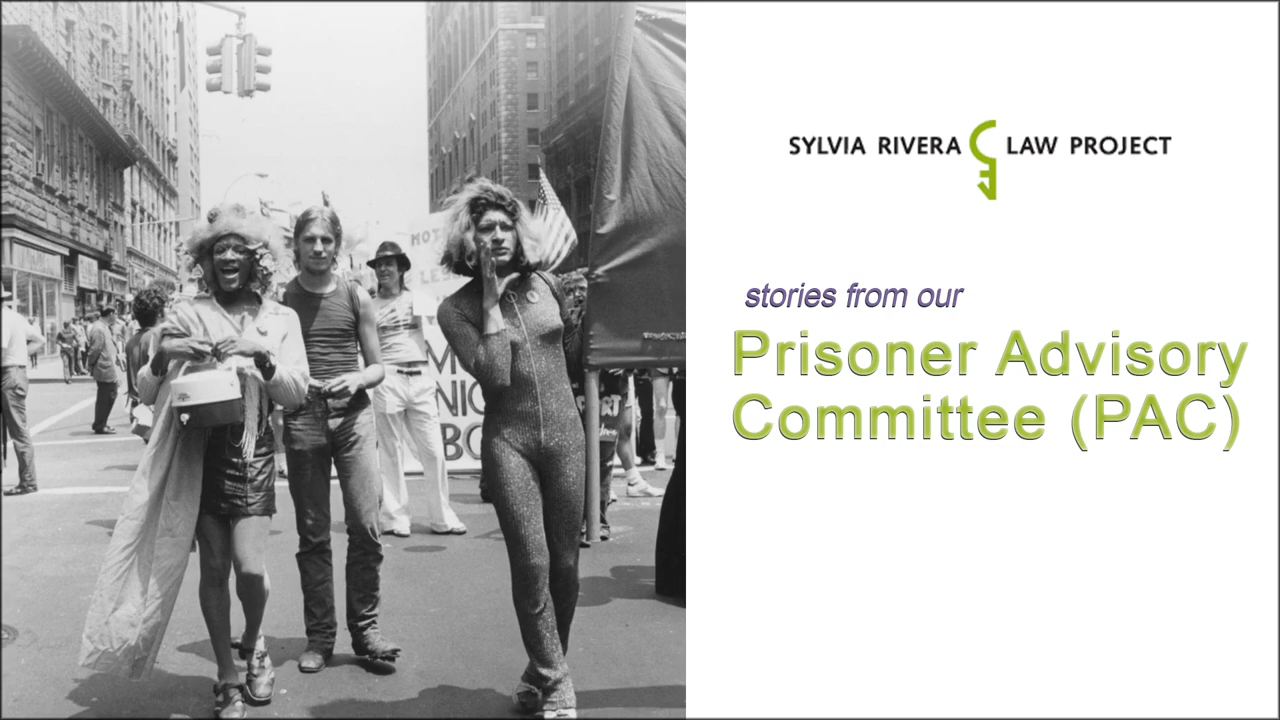 SYLVIA RIVERA LAW PROJECT
stories from our
Prisoner Advisory
Committee (PAC)